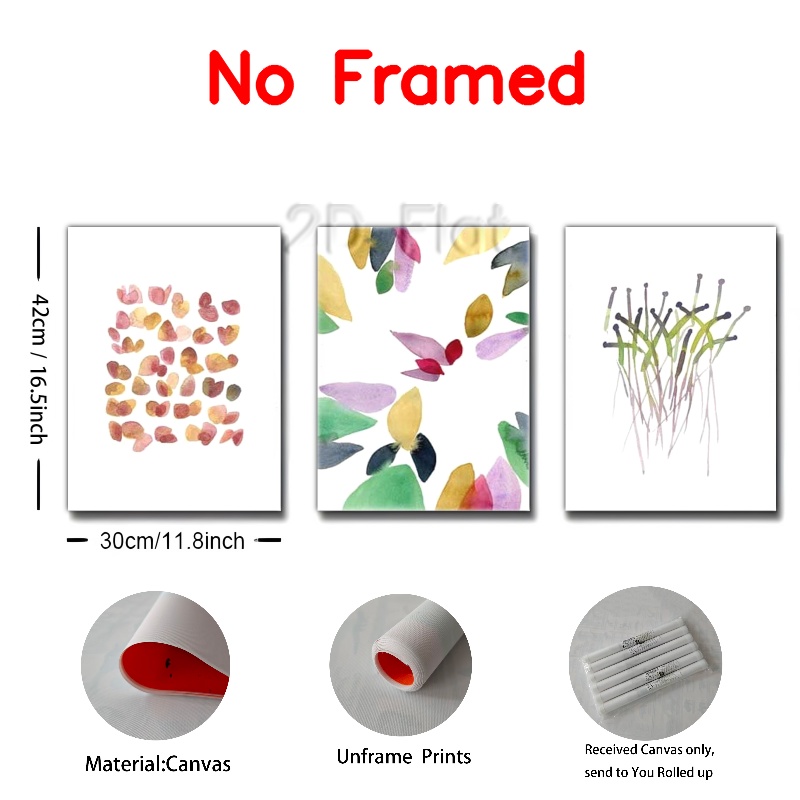 No Framed
2D Flat
42cm / 16.5inch
30cm/11.8inch
Material:Canvas
Unframe Prints
Received Canvas only,
send to You Rolled up